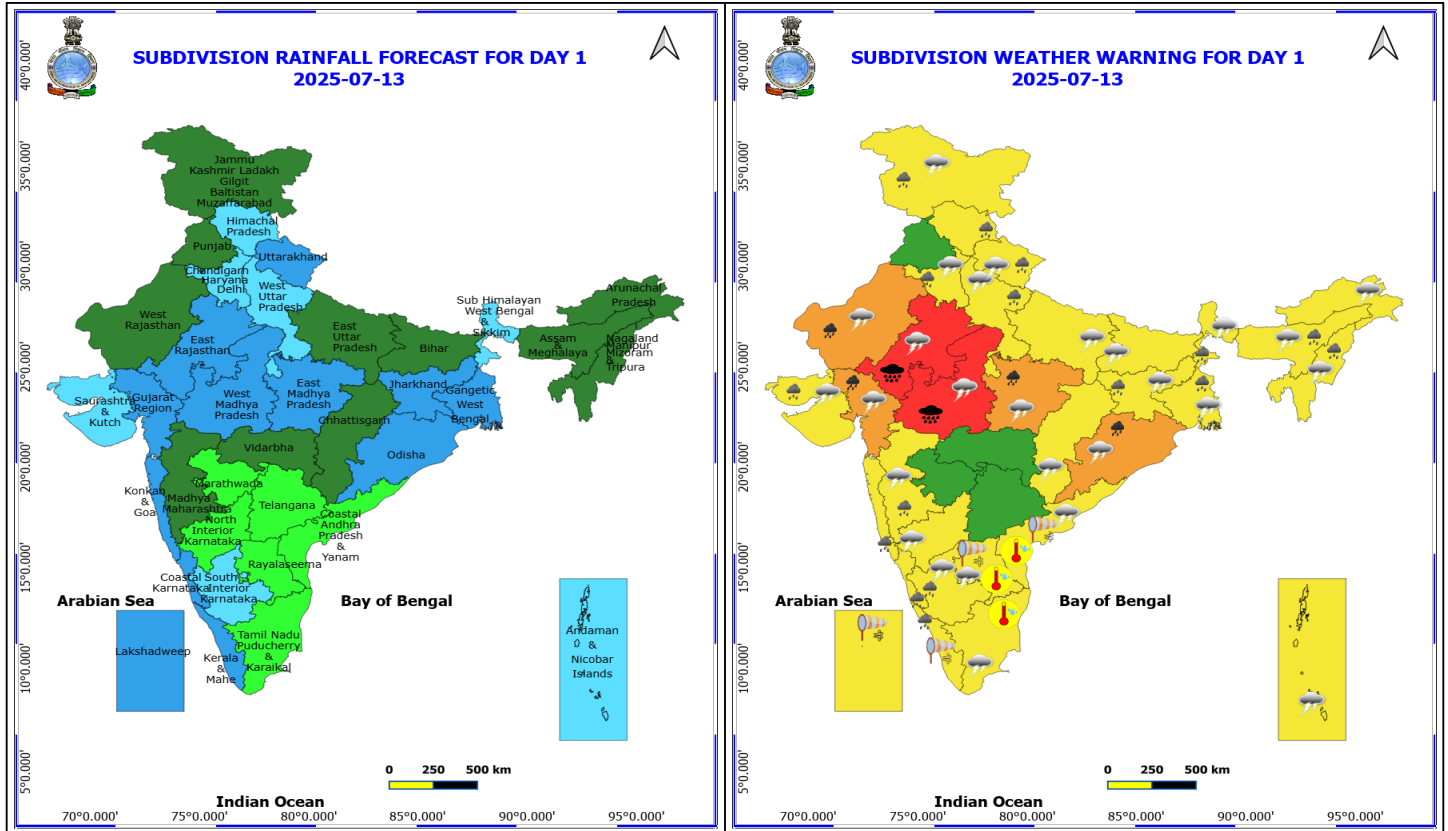 SUBDIVISION RAINFALL FORECAST FOR DAY 1
2025-07-13
40°0.000'
35°0.000'
30°0.000'
25°0.000'
20°0.000'
15°0.000'
10°0.000'
5°0.000'
Jammu
Kashmir Ladakh
Gilgit
Baltistan
Muzaffarabad
Himachal
Pradesh
Punjab
Uttarakhand
Chandigarh
Haryana
Delhi
West
Uttar
Pradesh
West
Rajasthan
East
Rajasthan
East
Uttar
Pradesh
Bihar
Sub Himalayan
West Bengal
&
Sikkim
Arunachal
Pradesh
Assam
&
Meghalaya
Nagaland
Manipur
Mizoram
&
Tripura
Saurashtra
&
Kutch
Gujarat
Region
West
Madhya
Pradesh
East
Madhya
Pradesh
Jharkhand
Gangetic
West
Bengal
Chhattisgarh
Odisha
Vidarbha
Konkan
&
Goa
Madhya
Maharashtra
Marathwada
Telangana
North
Interior
Karnataka
Coastal
Andhra
Pradesh
&
Yanam
Rayalaseema
Coastal
Karnataka
South
Interior
Karnataka
Tamil Nadu
Puducherry
&
Karaikal
Kerala
&
Mahe
Lakshadweep
Andaman
&
Nicobar
Islands
Arabian Sea
Bay of Bengal
Indian Ocean
0 250 500 km
70°0.000' 75°0.000' 80°0.000' 85°0.000' 90°0.000' 95°0.000'
SUBDIVISION WEATHER WARNING FOR DAY 1
2025-07-13
40°0.000'
35°0.000'
30°0.000'
25°0.000'
20°0.000'
15°0.000'
10°0.000'
5°0.000'
Arabian Sea
Bay of Bengal
Indian Ocean
0 250 500 km
70°0.000' 75°0.000' 80°0.000' 85°0.000' 90°0.000' 95°0.000'